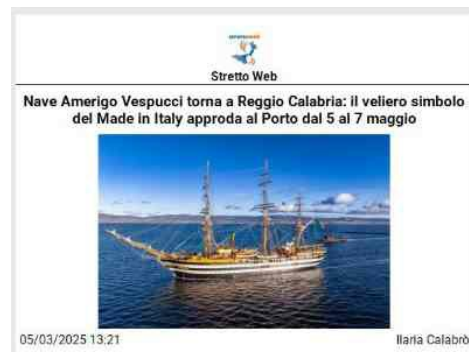 Stretto Web
Nave Amerigo Vespucci torna a Reggio Calabria: il veliero simbolo
del Made in Italy approda al Porto dal 5 al 7 maggio
05/03/2025 13:21
Ilaria Calabrò